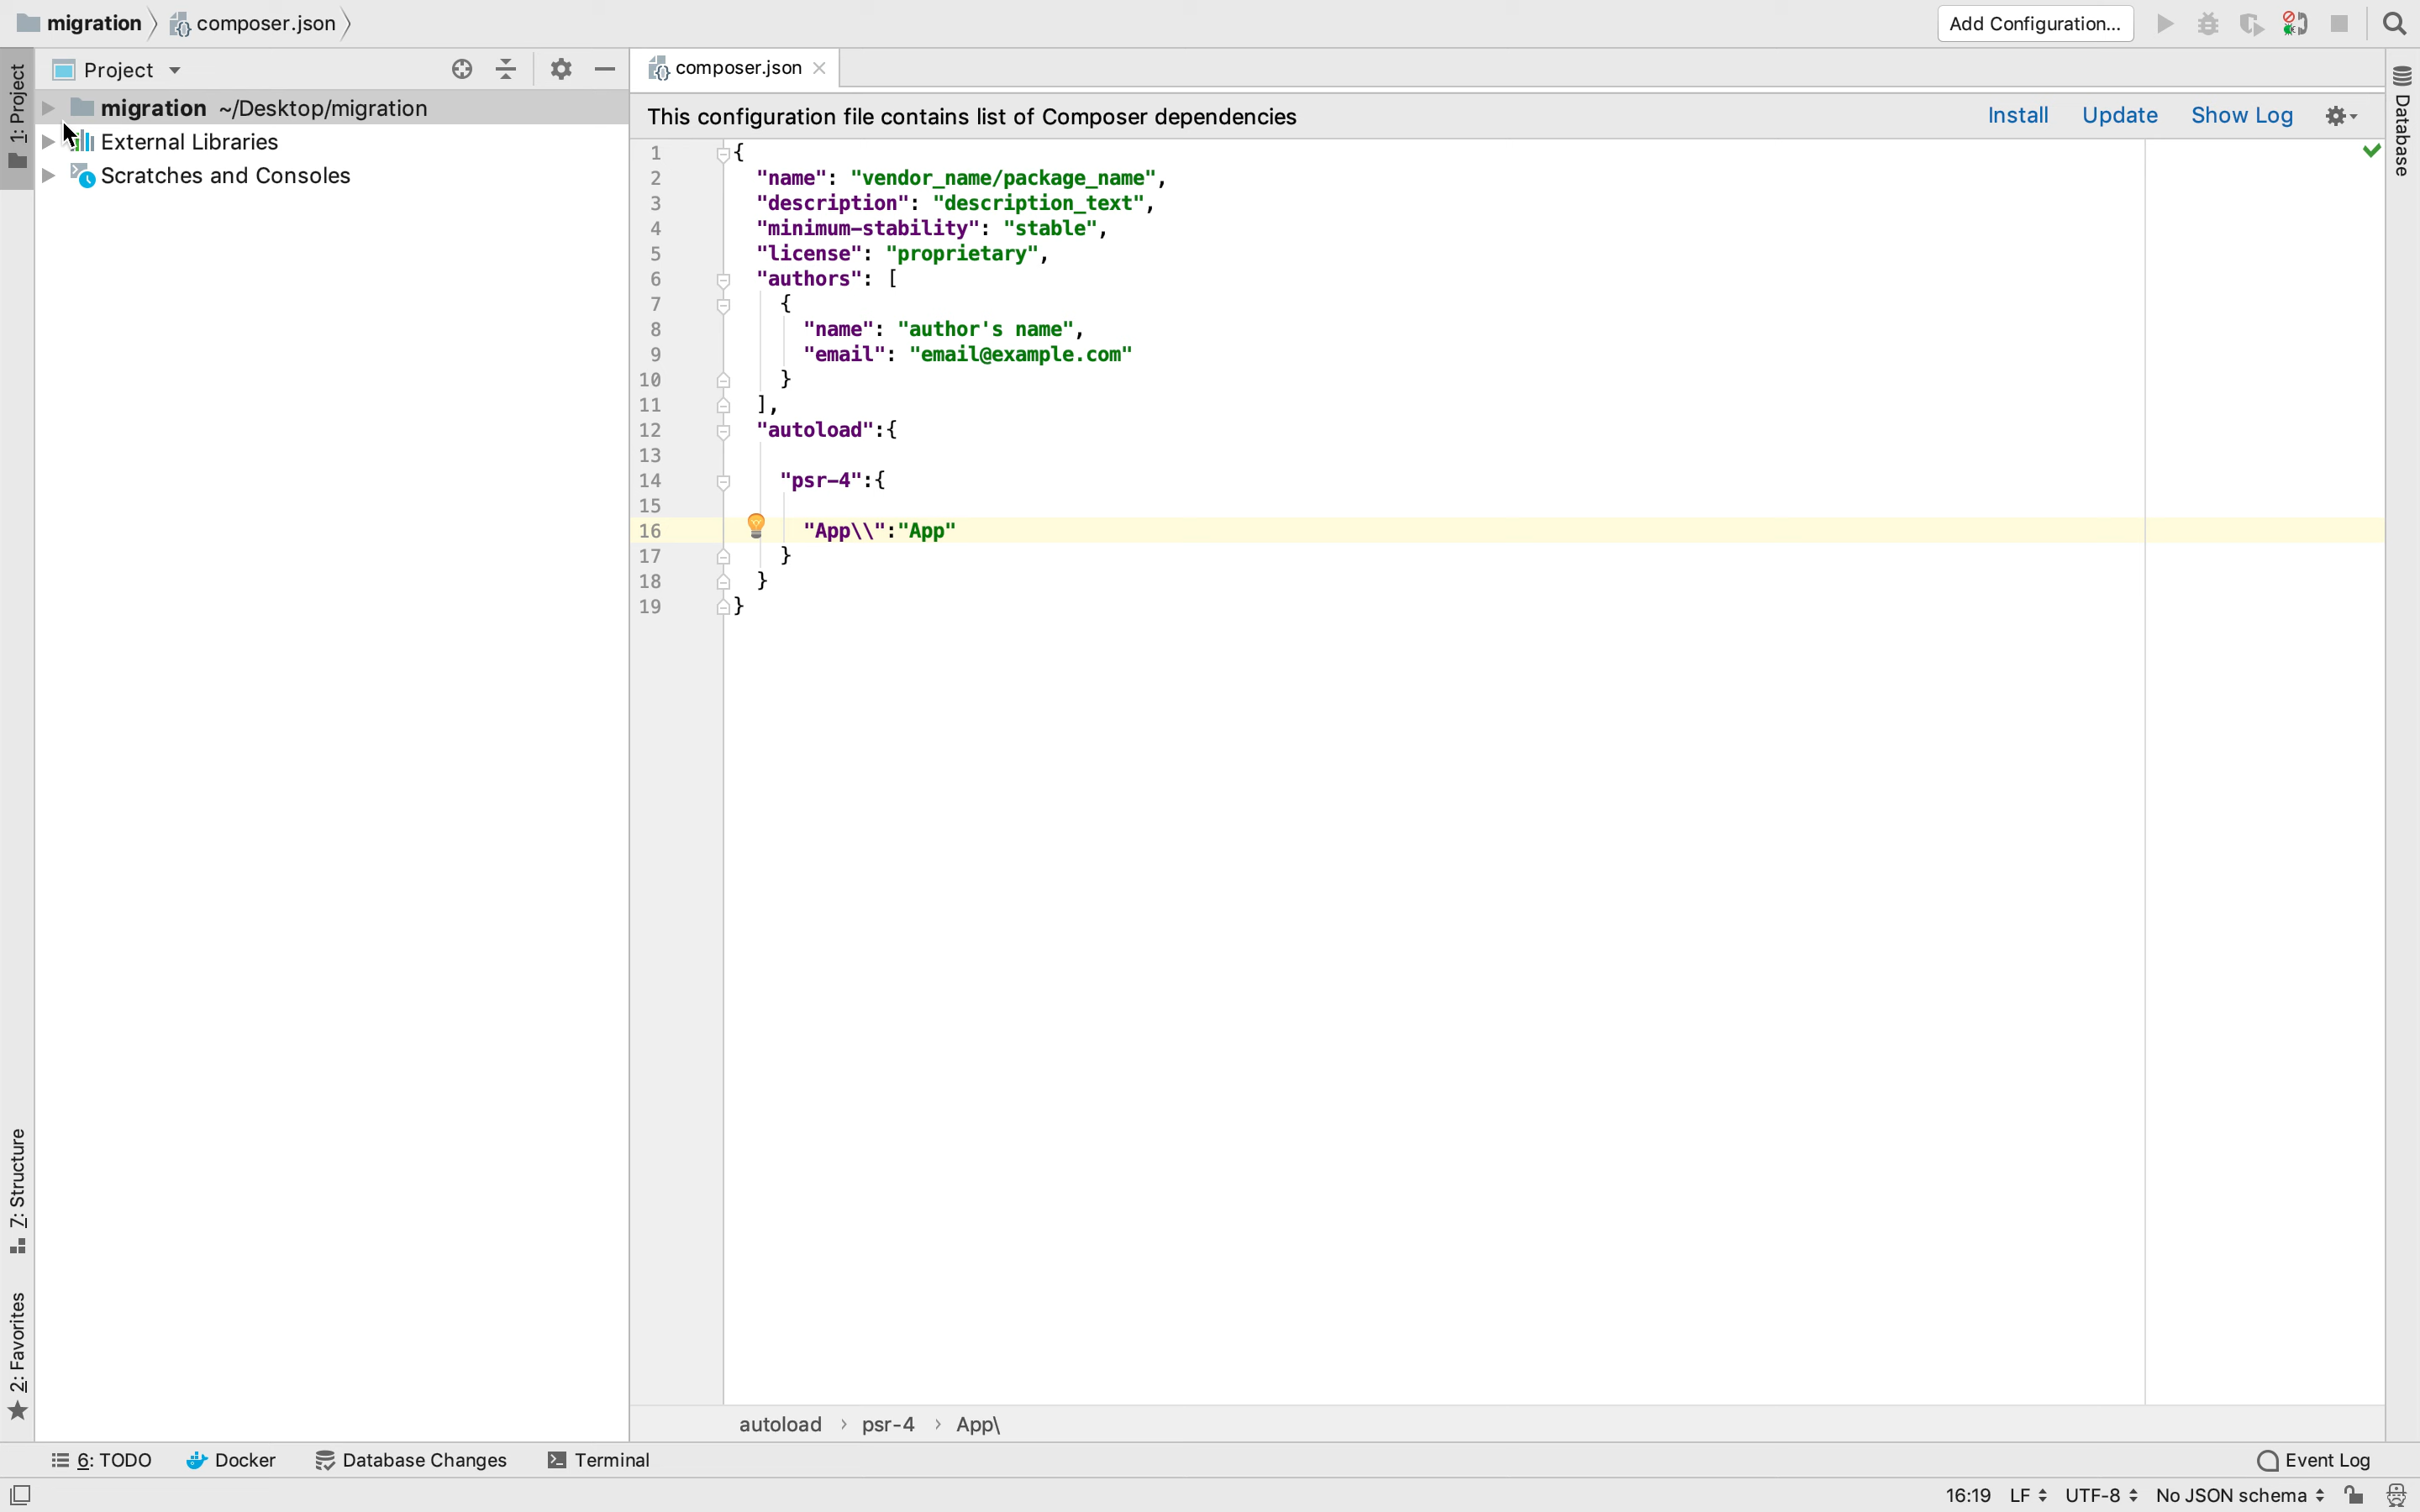 migration composer.json Add Configuration...
1: Project
Project
composer.json
Database
migration ~/Desktop/migration
External Libraries
Scratches and Consoles
This configuration file contains list of Composer dependencies Install Update Show Log
1 {
2 "name": "vendor_name/package_name",
3 "description": "description_text",
4 "minimum-stability": "stable",
5 "license": "proprietary",
6 "authors": [
7 {
8 "name": "author's name",
9 "email": "email@example.com"
10 }
11 ],
12 "autoload":{
13
14 "psr-4":{
15
16 "App\\":"App"
17 }
18 }
19 }
7: Structure
2: Favorites
autoload › psr-4 › App\
6: TODO Docker Database Changes Terminal Event Log
16:19 LF UTF-8 No JSON schema